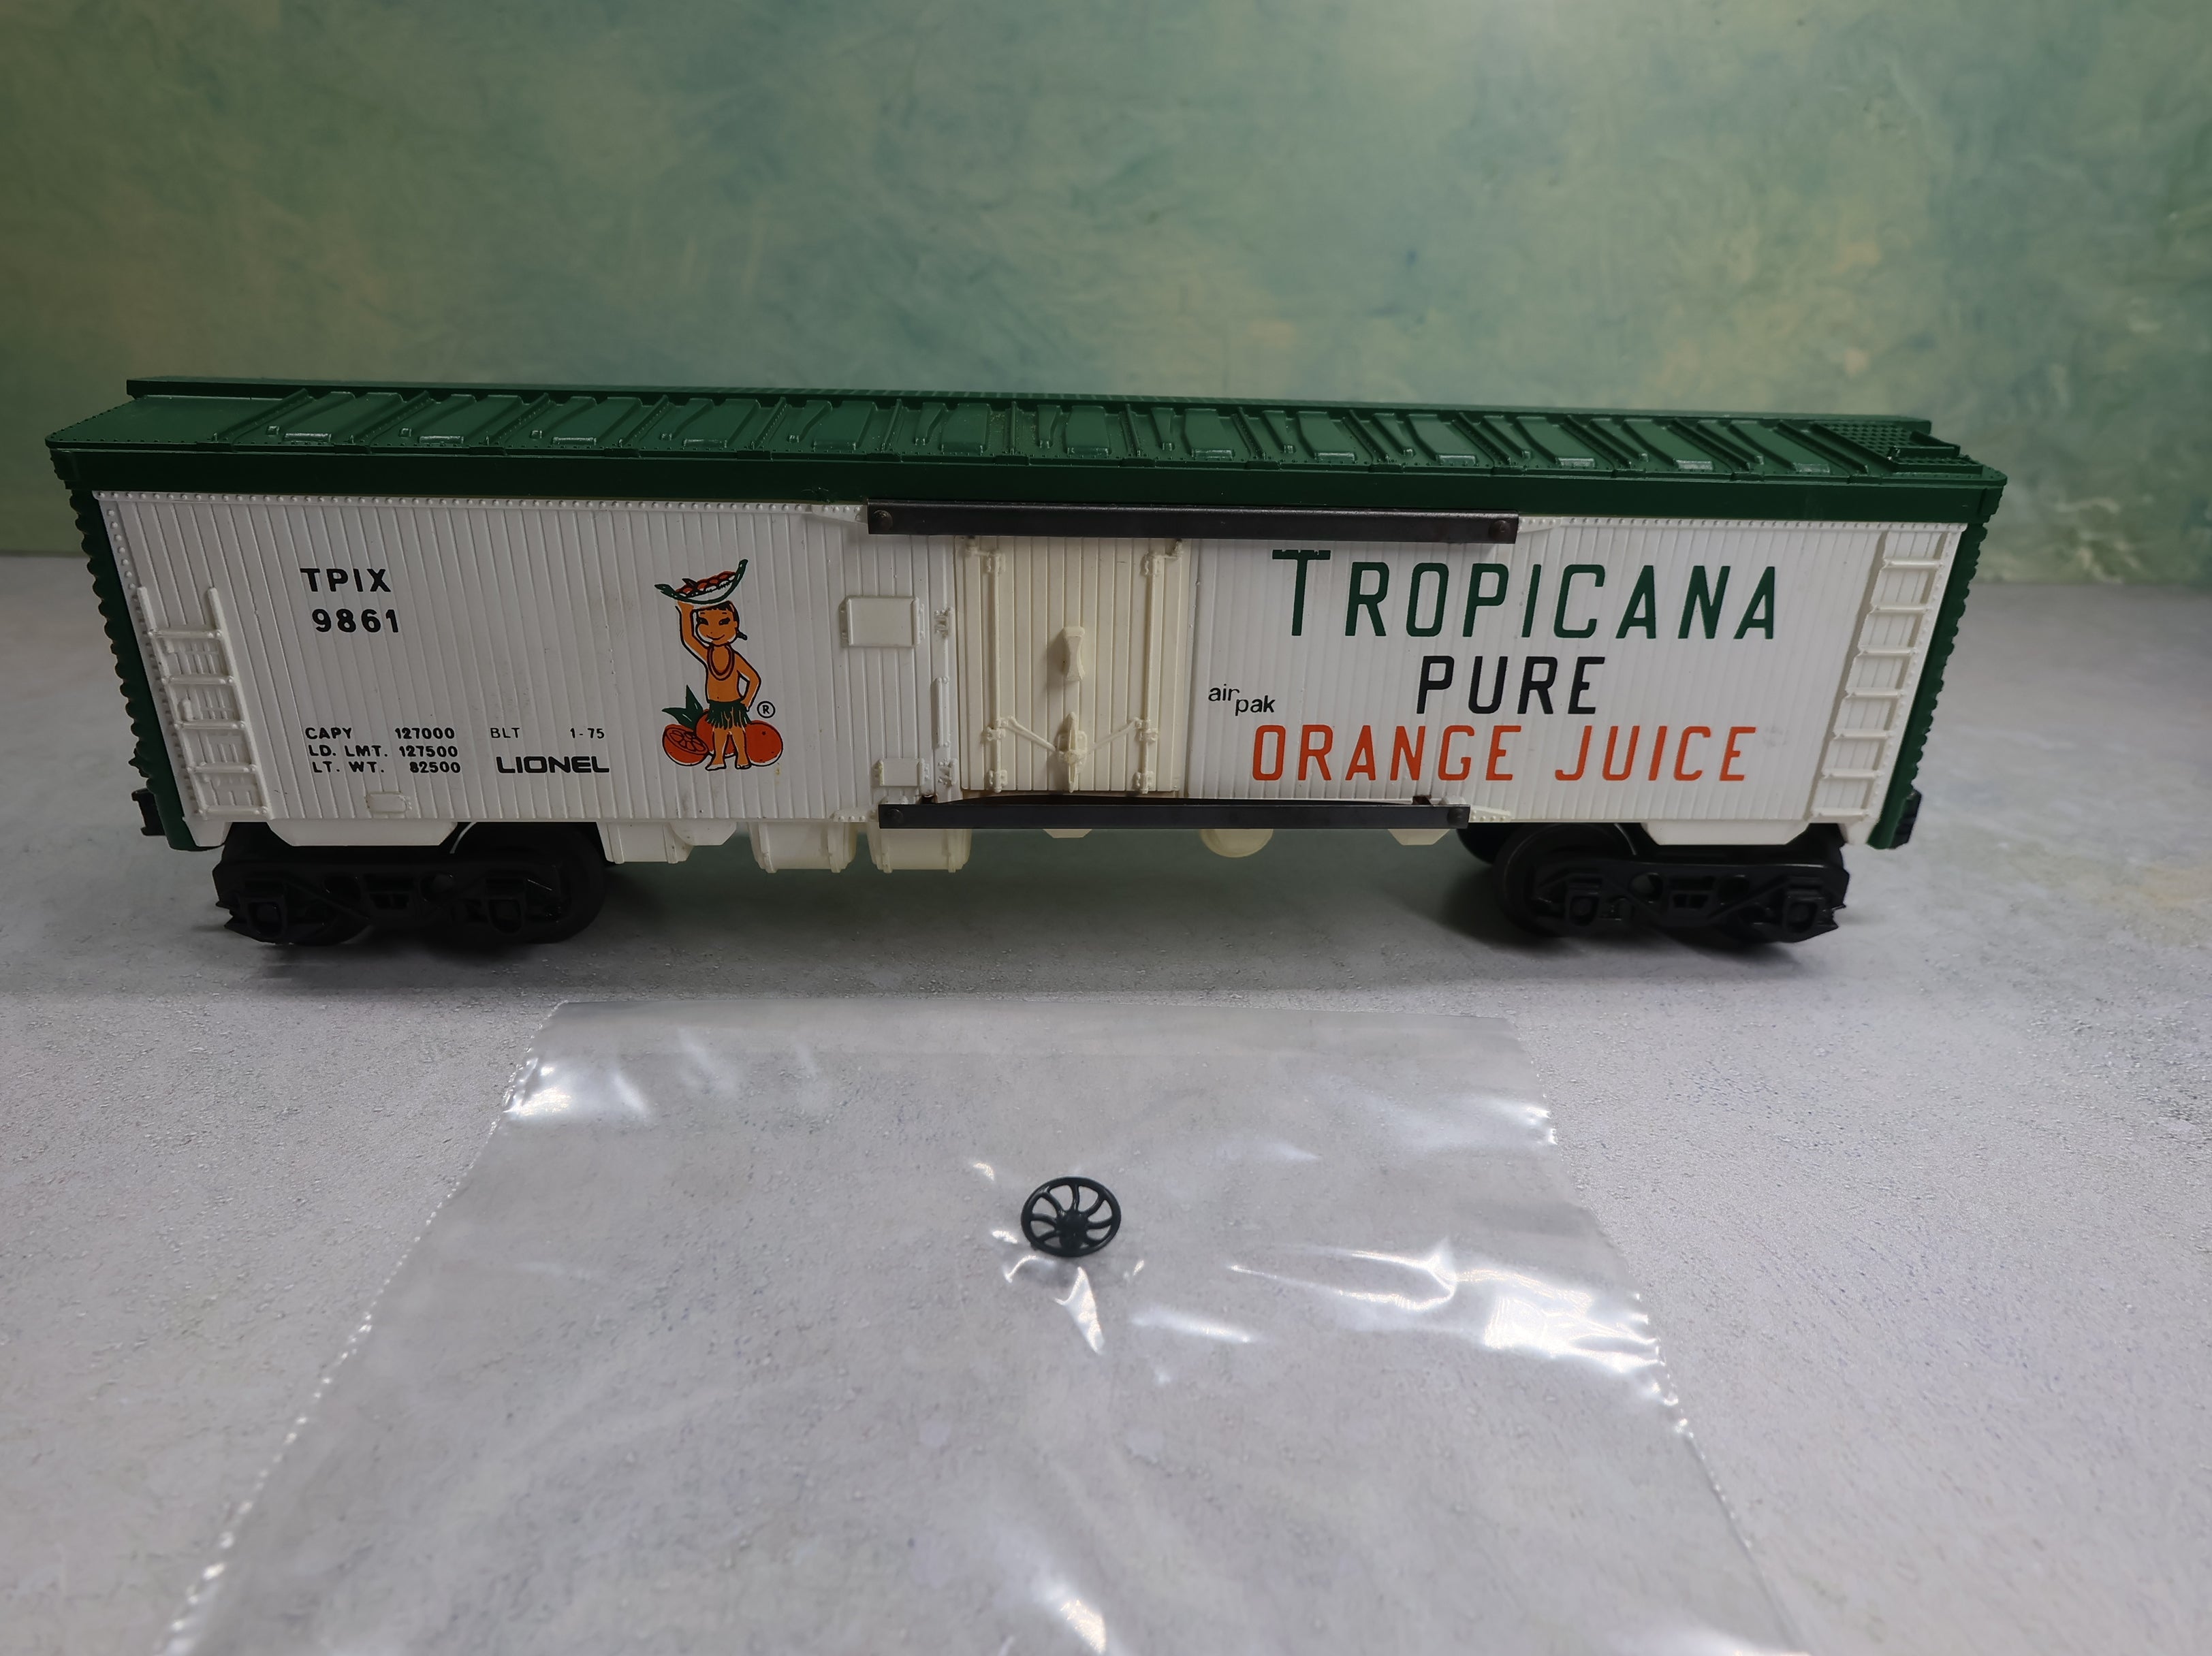 TPIX
9861
CAPY 127000
LD. LMT. 127500
LT. WT. 82500
BLT 1-75
LIONEL
®
air
pak
TROPICANA
PURE
ORANGE JUICE